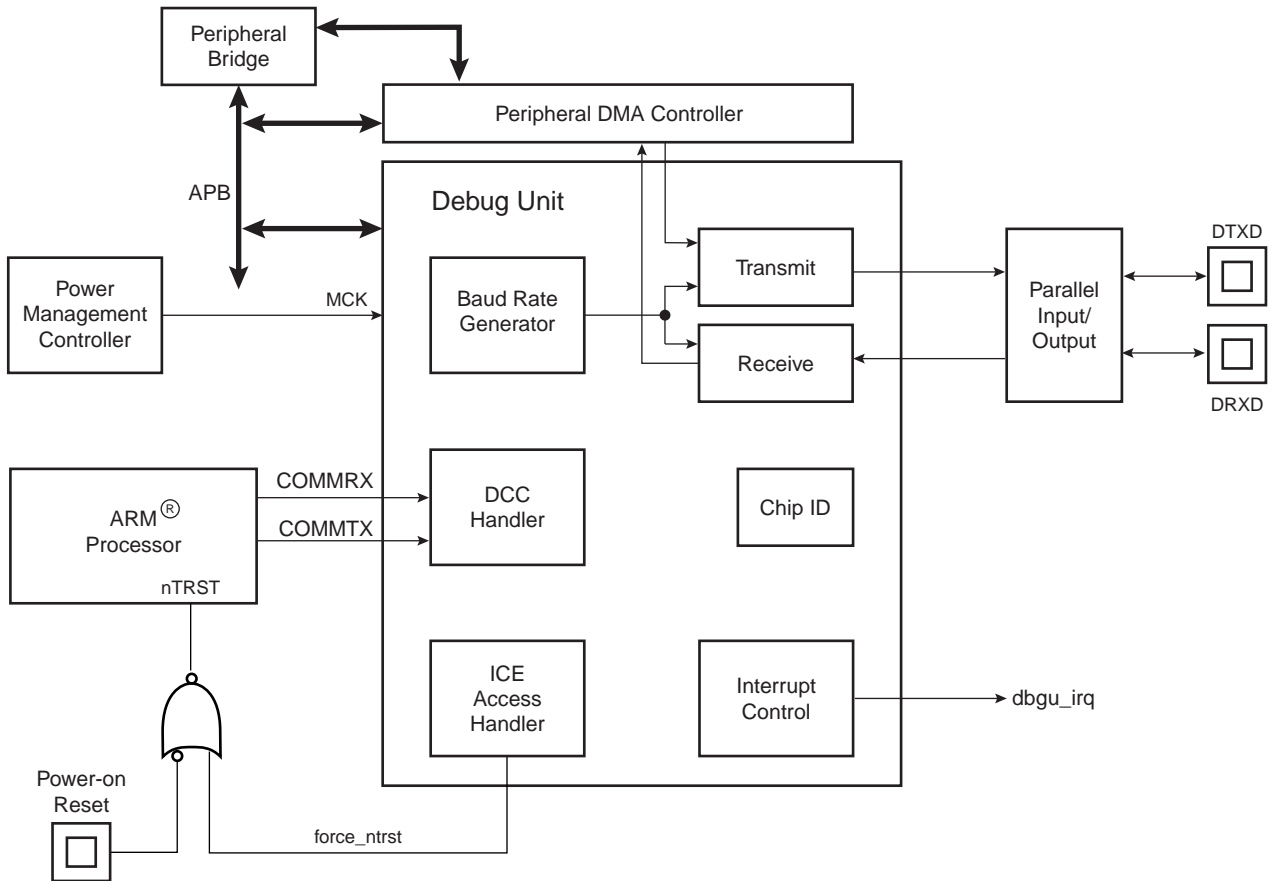 Peripheral
Bridge
Peripheral DMA Controller
APB
Debug Unit
Transmit
DTXD
Power
Management
Controller
MCK
Baud Rate
Generator
Parallel
Input/
Output
Receive
DRXD
COMMRX
ARM®
Processor
COMMTX
DCC
Handler
Chip ID
nTRST
ICE
Access
Handler
Interrupt
Control
dbgu_irq
Power-on
Reset
force_ntrst